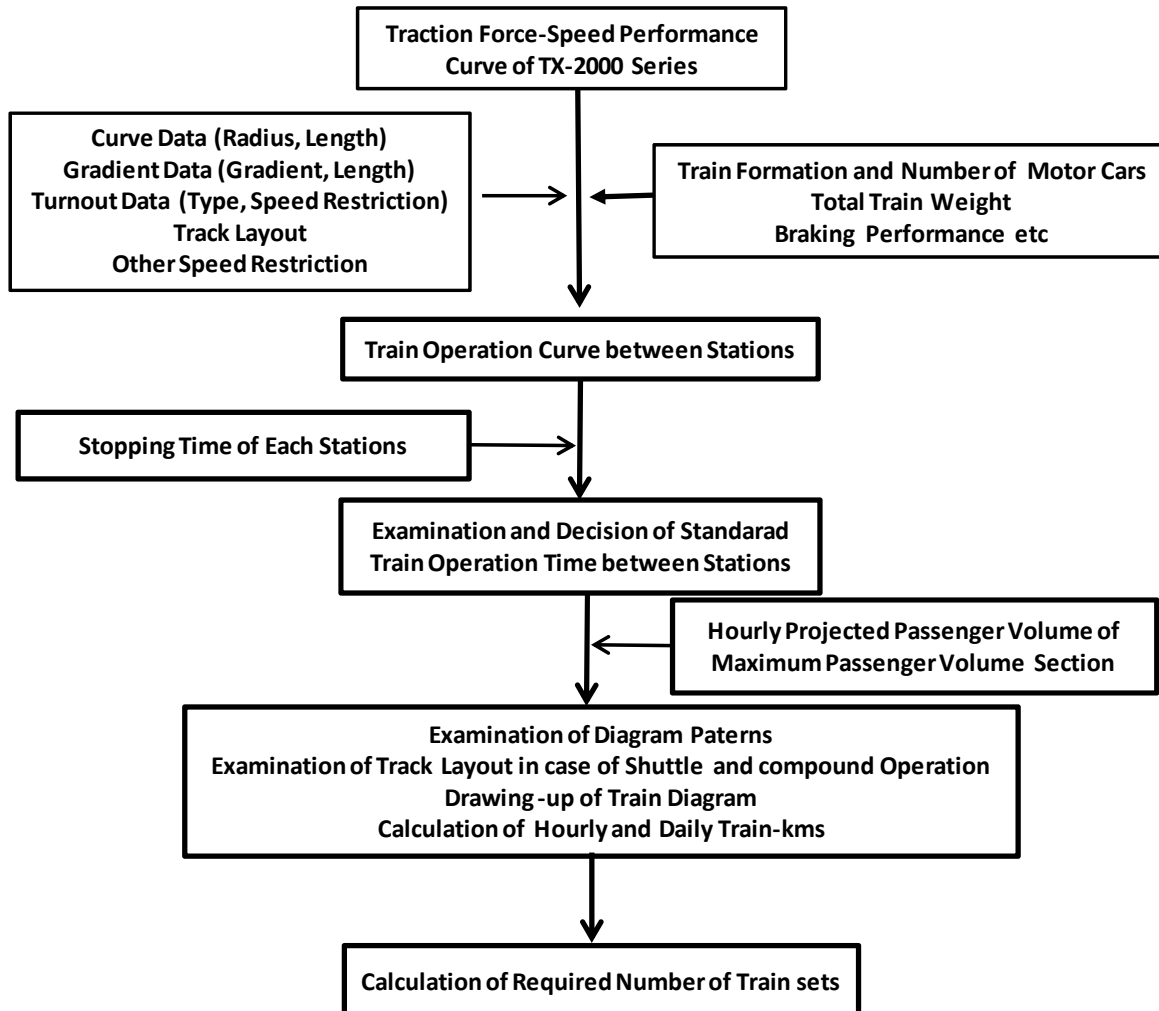 Traction Force-Speed Performance
Curve of TX-2000 Series
Curve Data (Radius, Length)
Gradient Data (Gradient, Length)
Turnout Data (Type, Speed Restriction)
Track Layout
Other Speed Restriction
Train Formation and Number of Motor Cars
Total Train Weight
Braking Performance etc
Train Operation Curve between Stations
Stopping Time of Each Stations
Examination and Decision of Standarad
Train Operation Time between Stations
Hourly Projected Passenger Volume of
Maximum Passenger Volume Section
Examination of Diagram Paterns
Examination of Track Layout in case of Shuttle and compound Operation
Drawing-up of Train Diagram
Calculation of Hourly and Daily Train-kms
Calculation of Required Number of Train sets